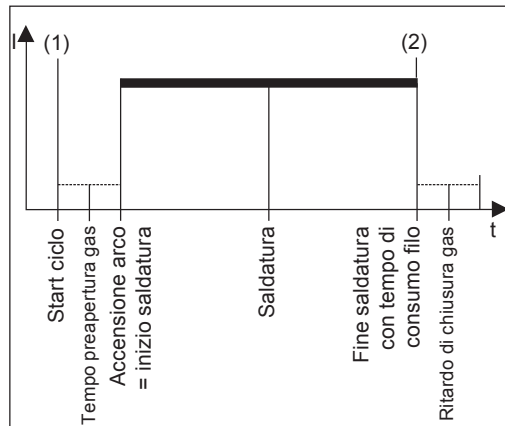 I
(1)
(2)
t
Start ciclo
Tempo preapertura gas
Accensione arco
= inizio saldatura
Saldatura
Fine saldatura
con tempo di
consumo filo
Ritardo di chiusura gas